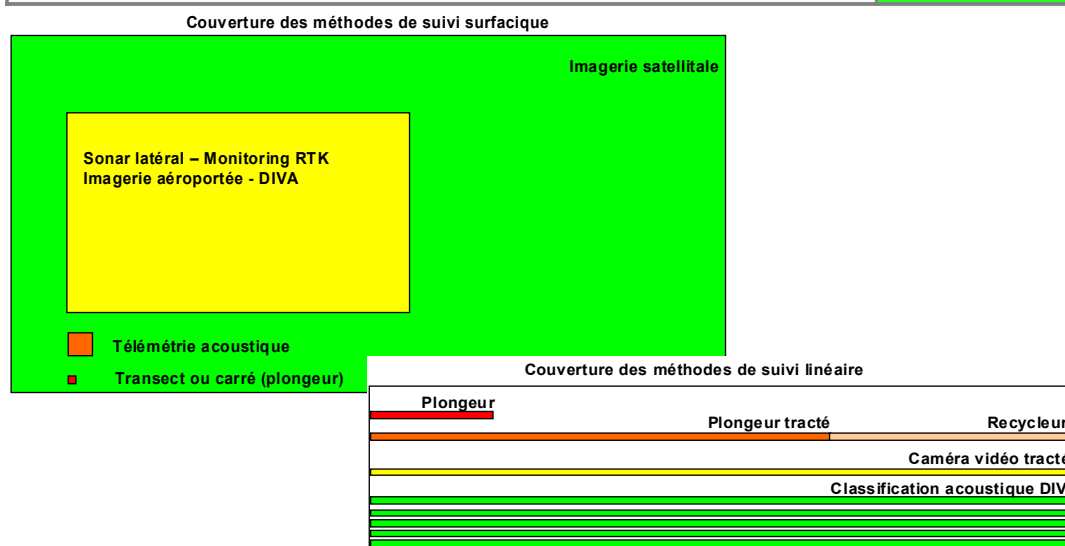 Couverture des méthodes de suivi surfacique
Imagerie satellitale
Sonar latéral – Monitoring RTK
Imagerie aéroportée - DIVA
Télémétrie acoustique
Transect ou carré (plongeur)
Couverture des méthodes de suivi linéaire
Plongeur
Plongeur tracté
Recycleur
Caméra vidéo tracté
Classification acoustique DIV